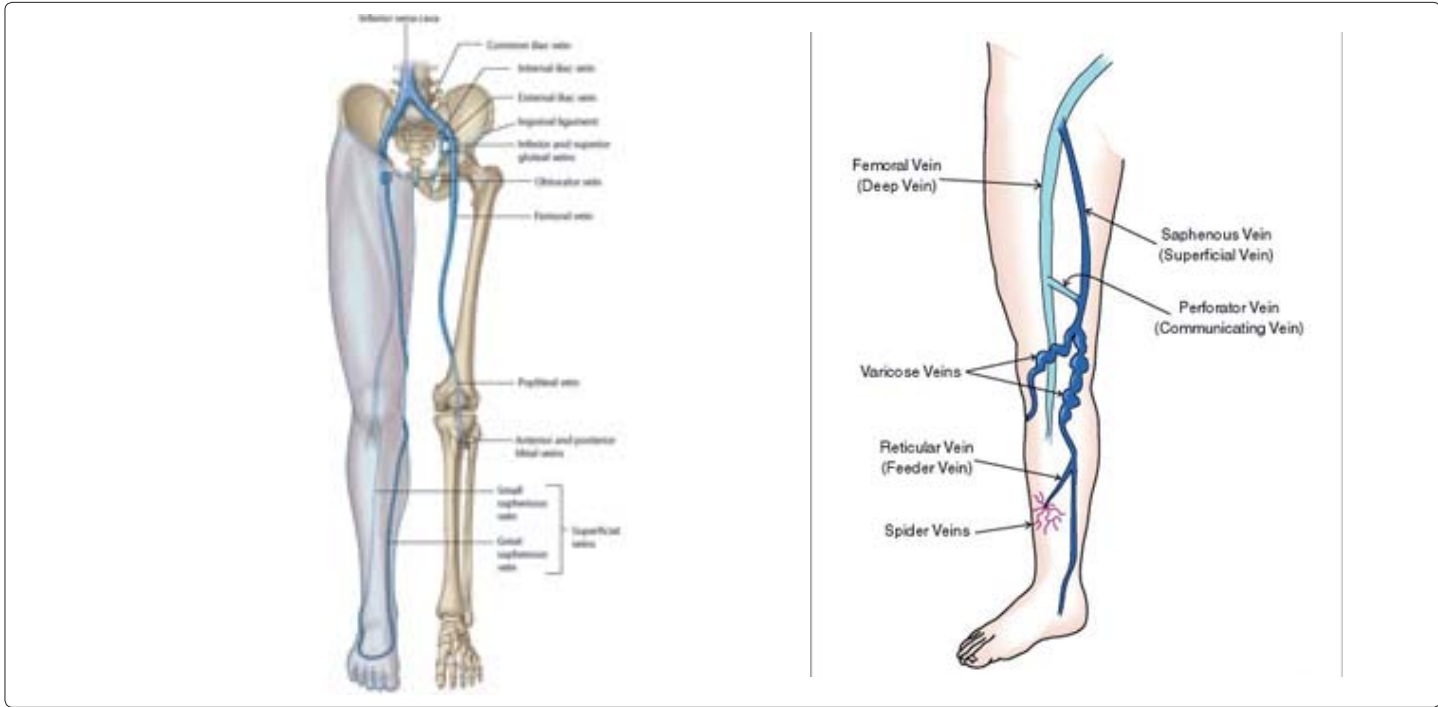 Inferior vena cava
Common iliac vein
Internal iliac vein
External iliac vein
Inguinal ligament
Inferior and superior
gluteal veins
Obturator vein
Femoral vein
Popliteal vein
Anterior and posterior
tibial veins
Small
saphenous
vein
Great
saphenous
vein
Superficial
veins
Femoral Vein
(Deep Vein)
Saphenous Vein
(Superficial Vein)
Perforator Vein
(Communicating Vein)
Varicose Veins
Reticular Vein
(Feeder Vein)
Spider Veins